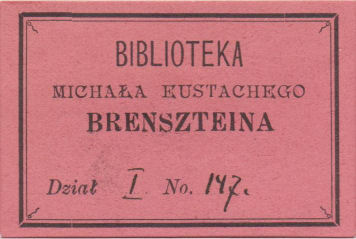 BIBLIOTEKA
MICHAŁA EUSTACHEGO
BRENSZTEINA
Dział I. No. 147.